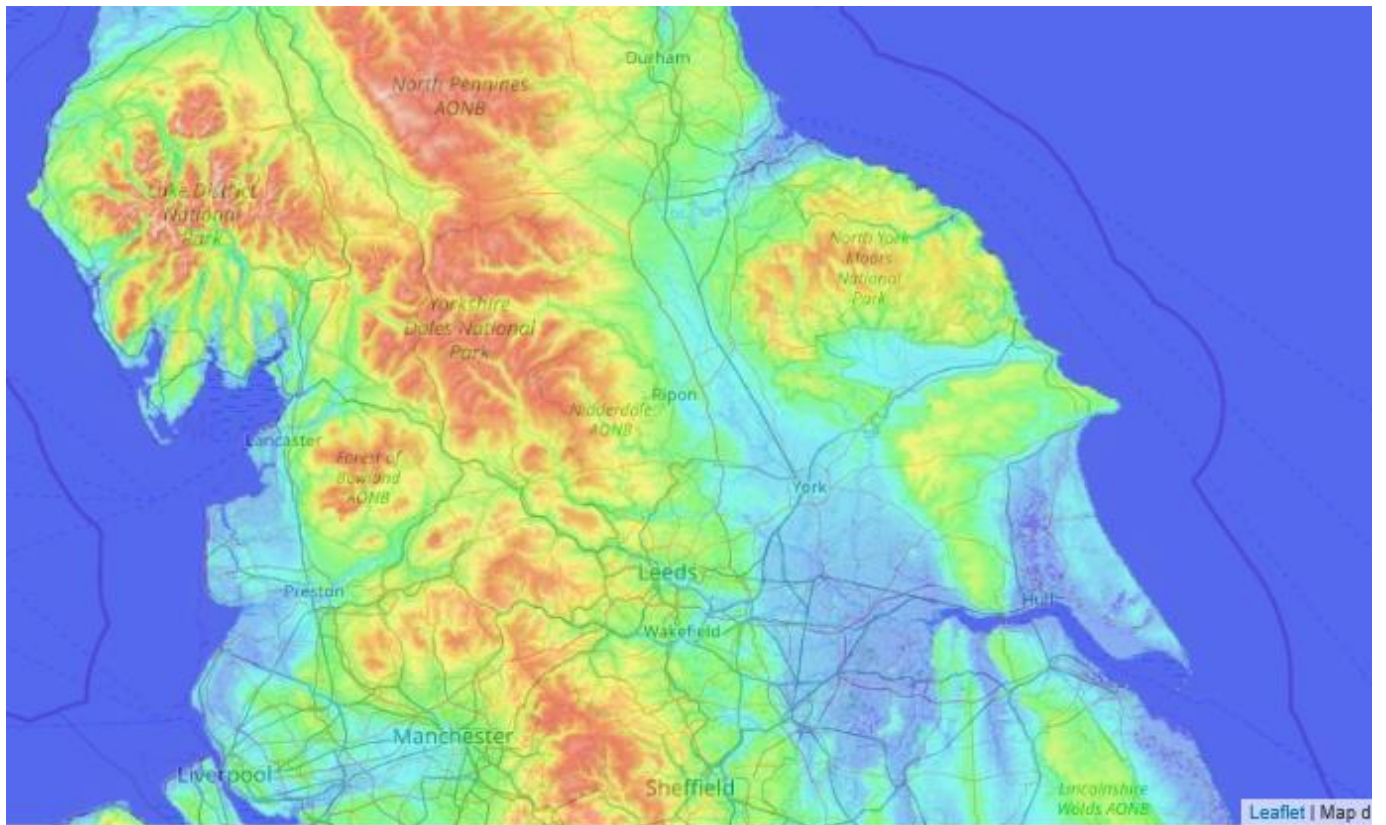 Durham
North Pennines
AONB
Lake District
National
Park
North York
Moors
National
Park
Yorkshire
Dales National
Park
Ripon
Nidderdale
AONB
Lancaster
Forest of
Bowland
AONB
York
Leeds
Preston
Hull
Wakefield
Manchester
Liverpool
Sheffield
Lincolnshire
Wolds AONB
Leaflet | Map d